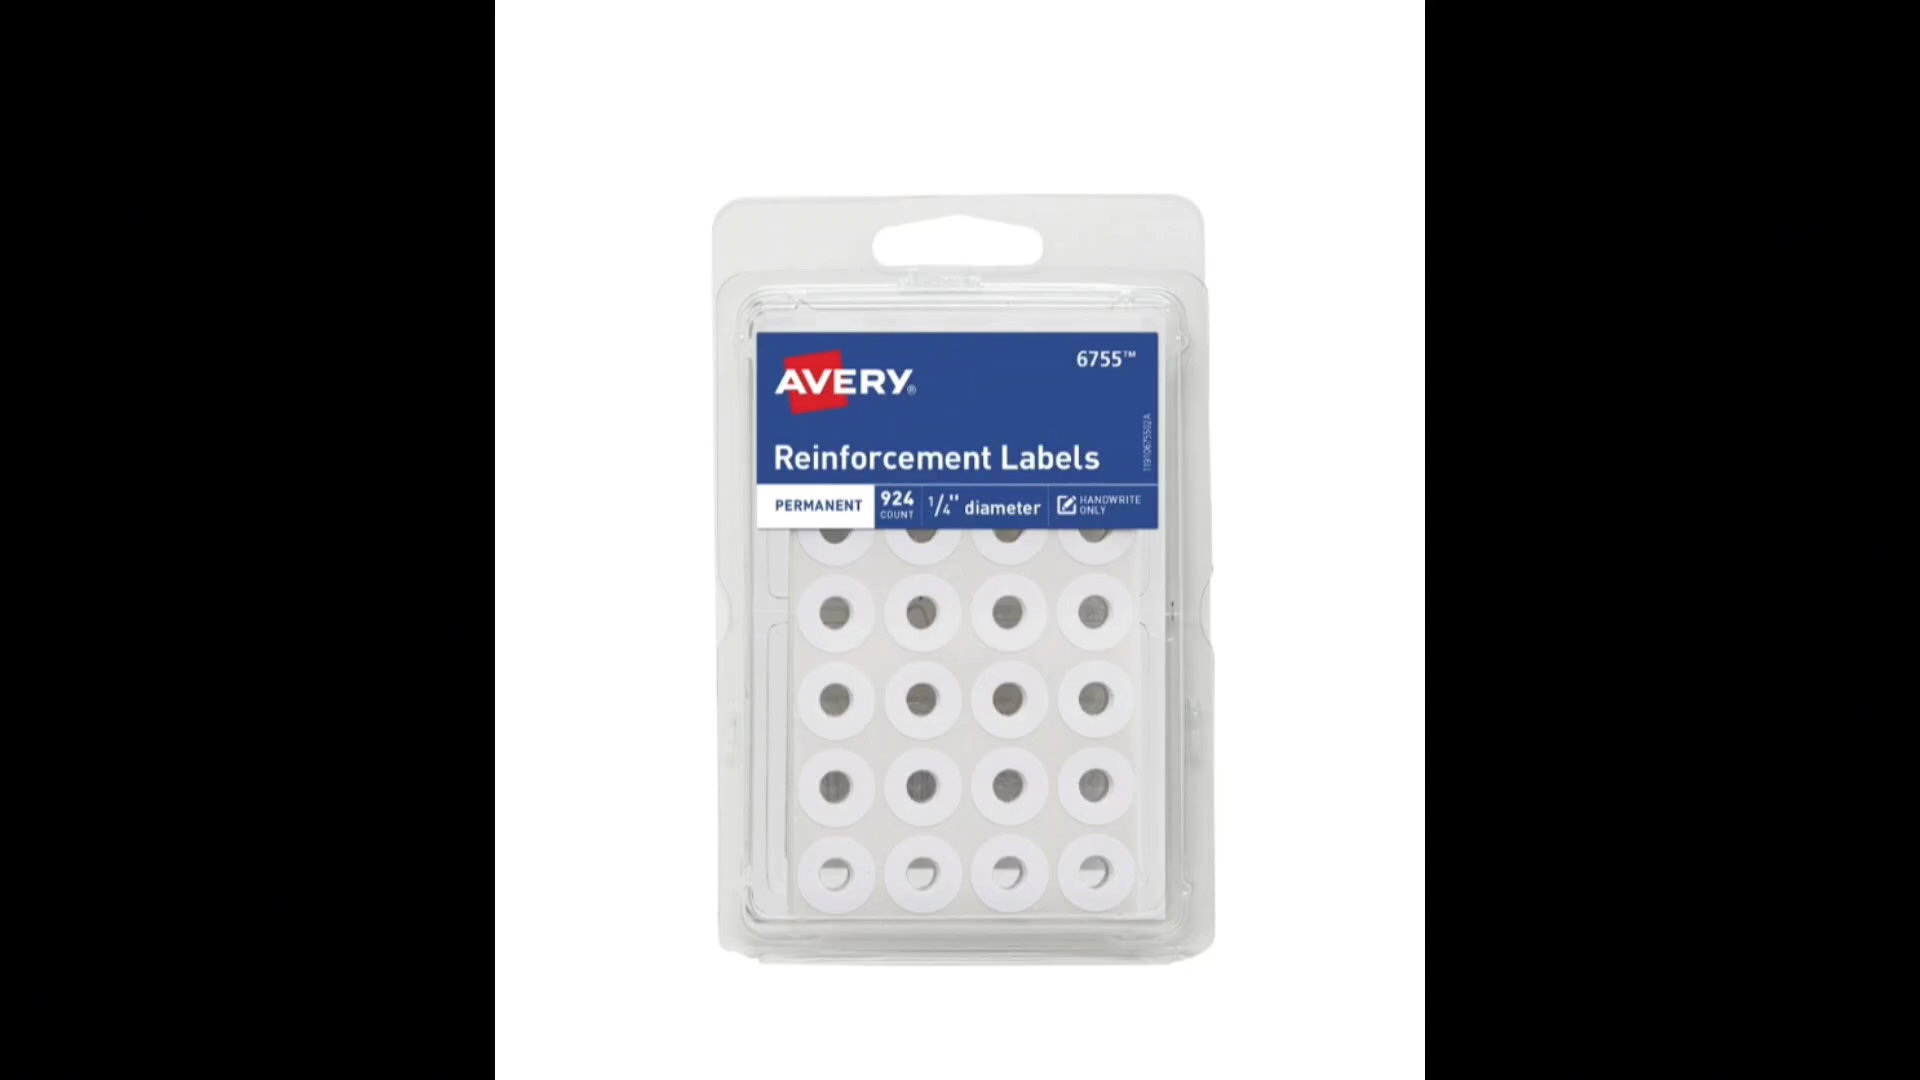 AVERY®
6755™
Reinforcement Labels
PERMANENT
924
COUNT
1/4" diameter
HANDWRITE
ONLY